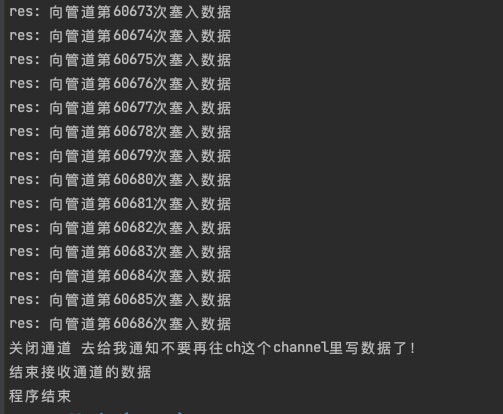 res: 向管道第60673次塞入数据
res: 向管道第60674次塞入数据
res: 向管道第60675次塞入数据
res: 向管道第60676次塞入数据
res: 向管道第60677次塞入数据
res: 向管道第60678次塞入数据
res: 向管道第60679次塞入数据
res: 向管道第60680次塞入数据
res: 向管道第60681次塞入数据
res: 向管道第60682次塞入数据
res: 向管道第60683次塞入数据
res: 向管道第60684次塞入数据
res: 向管道第60685次塞入数据
res: 向管道第60686次塞入数据
关闭通道 去给我通知不要再往ch这个channel里写数据了!
结束接收通道的数据
程序结束